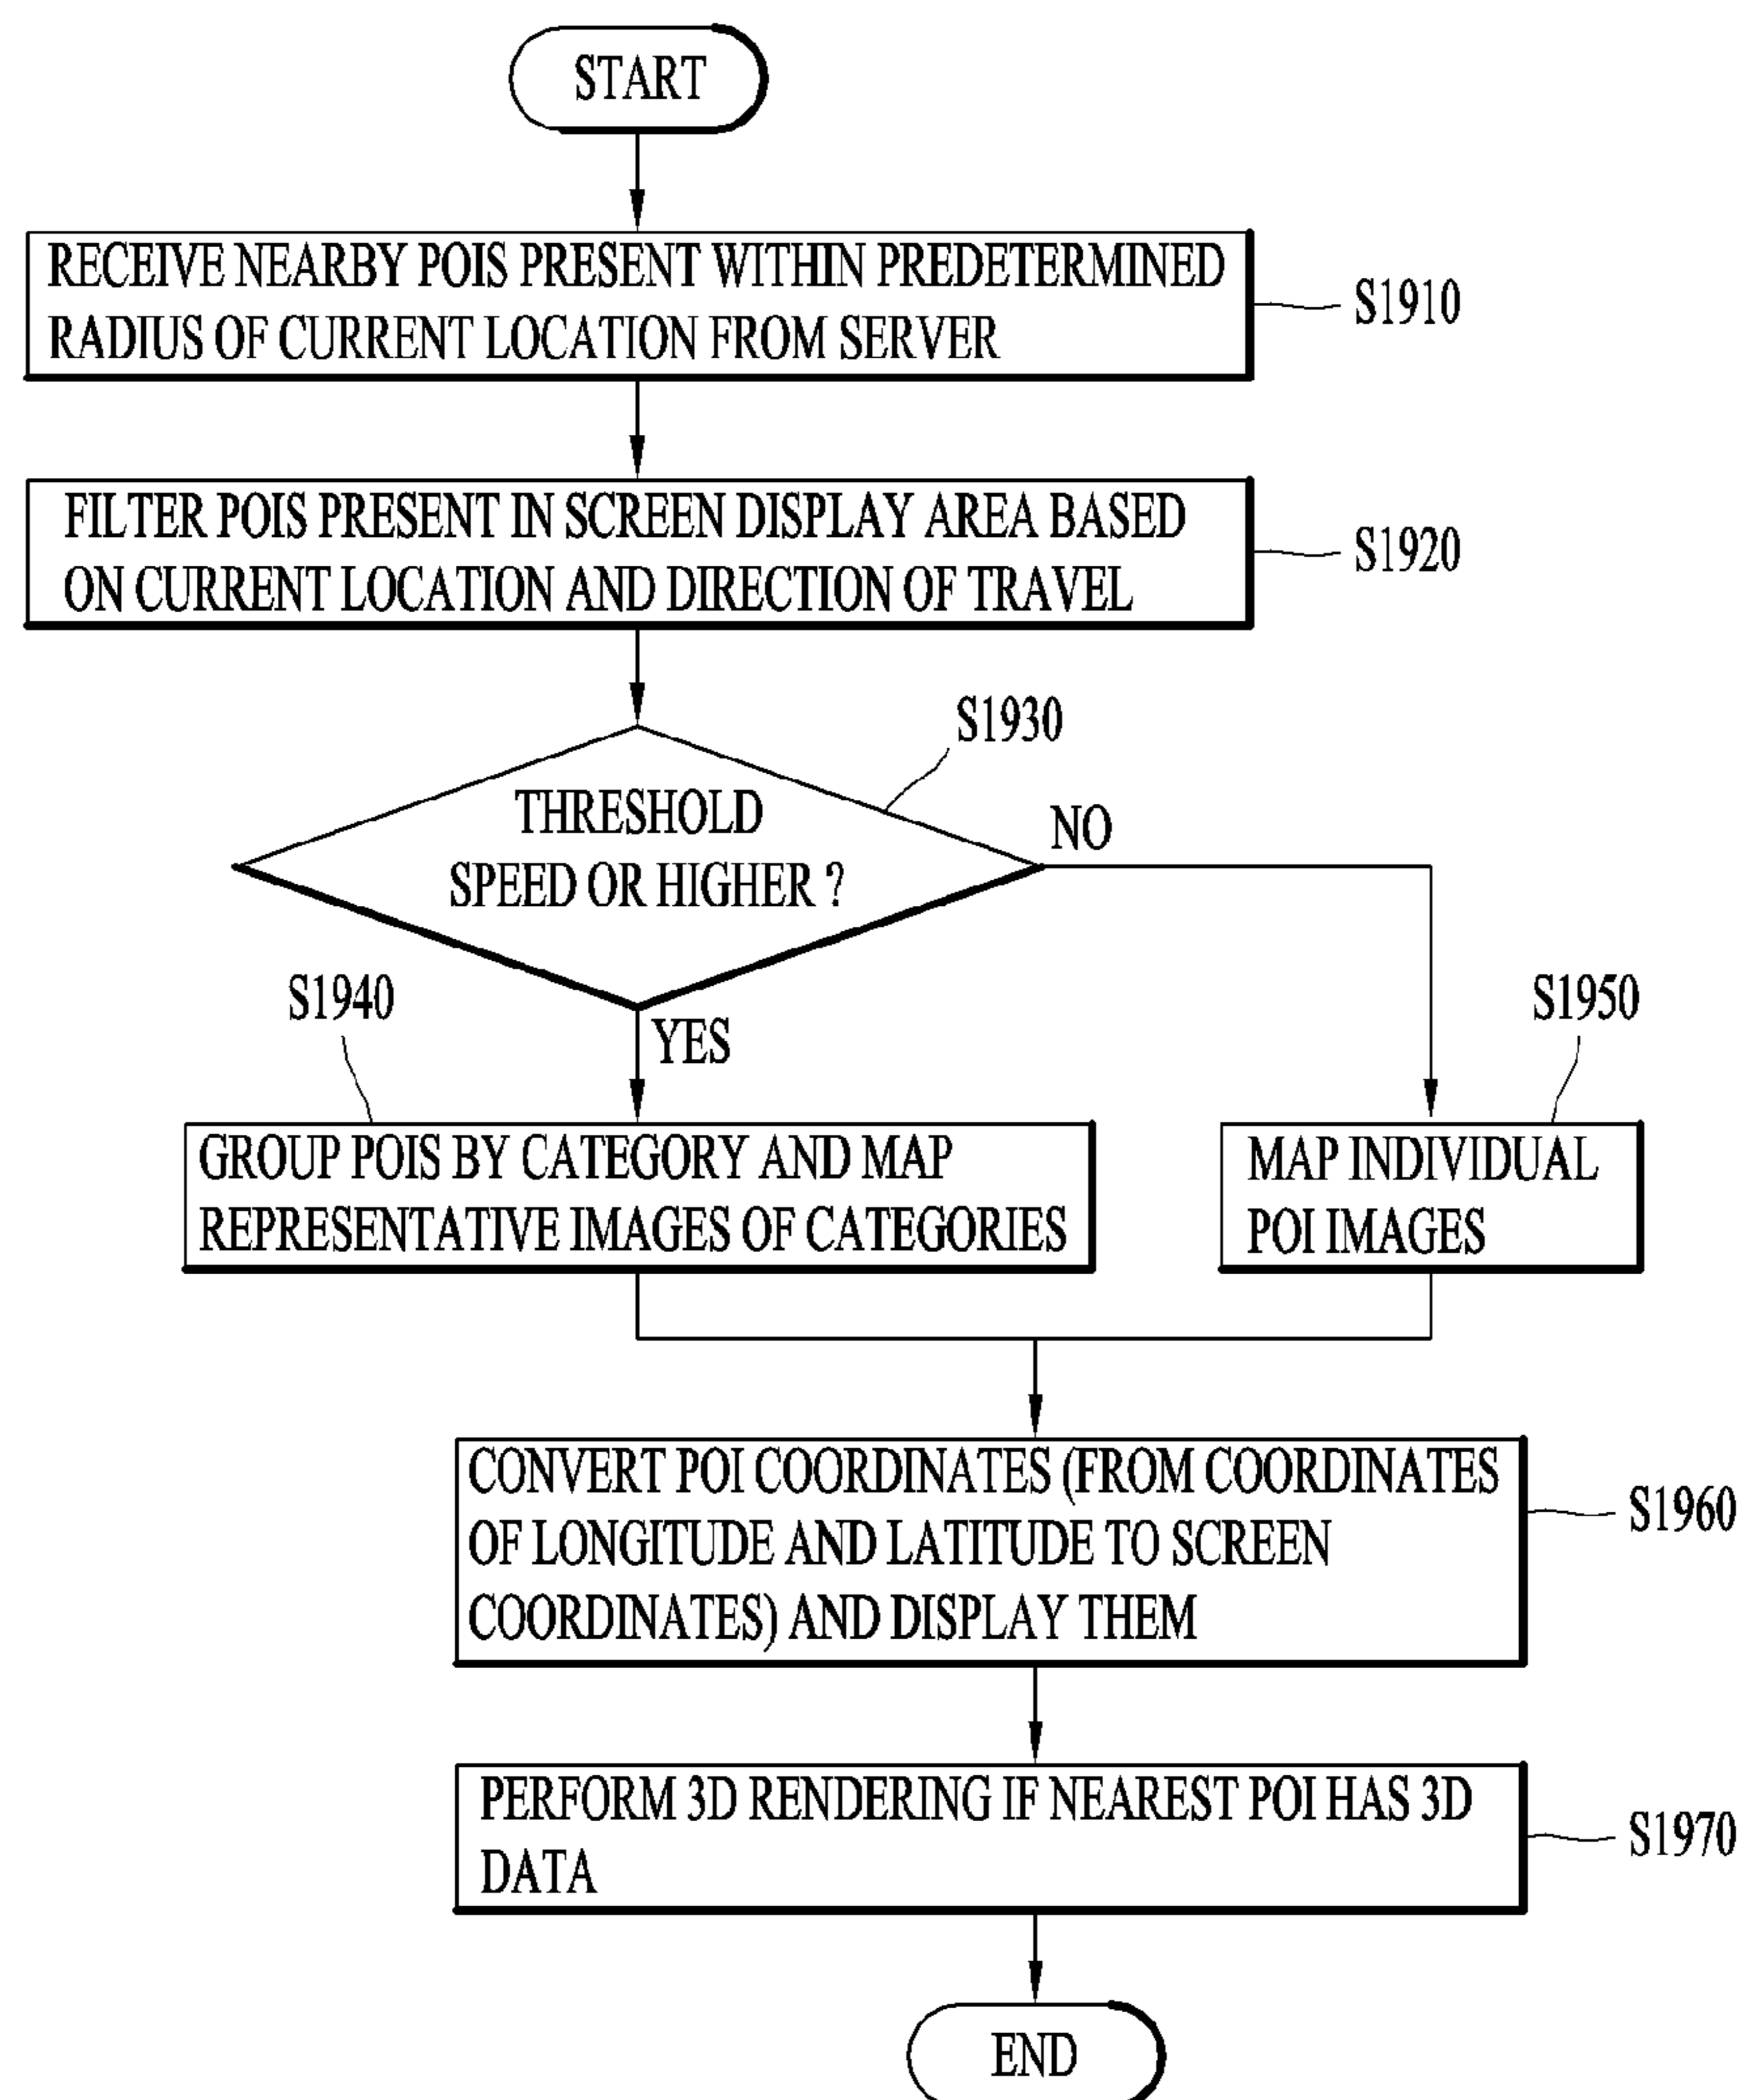 START
RECEIVE NEARBY POIS PRESENT WITHIN PREDETERMINED
RADIUS OF CURRENT LOCATION FROM SERVER
S1910
FILTER POIS PRESENT IN SCREEN DISPLAY AREA BASED
ON CURRENT LOCATION AND DIRECTION OF TRAVEL
S1920
S1930
THRESHOLD
SPEED OR HIGHER ?
NO
YES
S1940
GROUP POIS BY CATEGORY AND MAP
REPRESENTATIVE IMAGES OF CATEGORIES
S1950
MAP INDIVIDUAL
POI IMAGES
CONVERT POI COORDINATES (FROM COORDINATES
OF LONGITUDE AND LATITUDE TO SCREEN
COORDINATES) AND DISPLAY THEM
S1960
PERFORM 3D RENDERING IF NEAREST POI HAS 3D
DATA
S1970
END